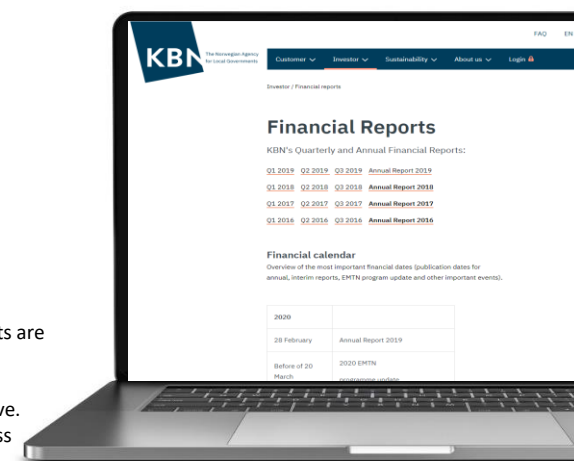 FAQ EN
KBN
The Norwegian Agency
for Local Governments
Customer Investor Sustainability About us Login
Investor / Financial reports
Financial Reports
KBN's Quarterly and Annual Financial Reports:
Q1 2019 Q2 2019 Q3 2019 Annual Report 2019
Q1 2018 Q2 2018 Q3 2018 Annual Report 2018
Q1 2017 Q2 2017 Q3 2017 Annual Report 2017
Q1 2016 Q2 2016 Q3 2016 Annual Report 2016
Financial calendar
Overview of the most important financial dates (publication dates for
annual, interim reports, EMTN program update and other important events).
2020
28 February Annual Report 2019
Before of 20 2020 EMTN
March programme update
ts are
ve.
ss